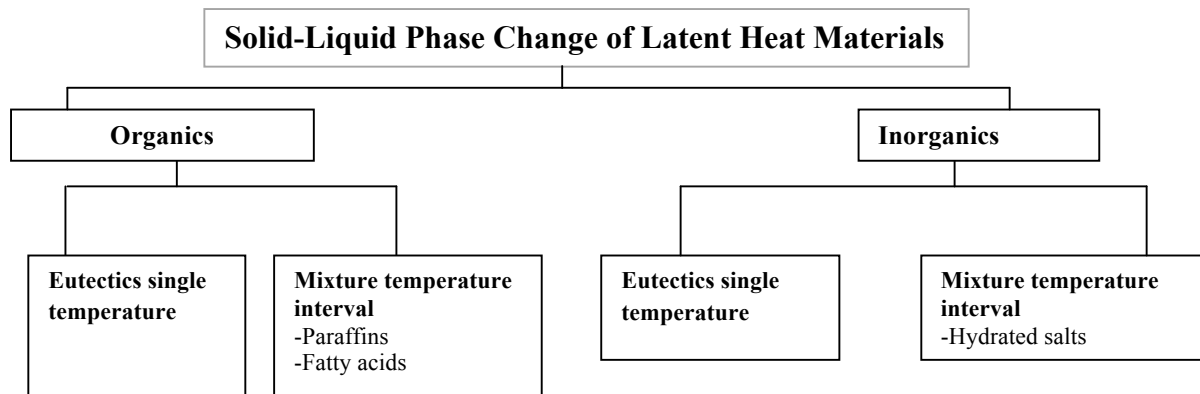 Solid-Liquid Phase Change of Latent Heat Materials
Organics
Inorganics
Eutectics single
temperature
Mixture temperature
interval
-Paraffins
-Fatty acids
Eutectics single
temperature
Mixture temperature
interval
-Hydrated salts